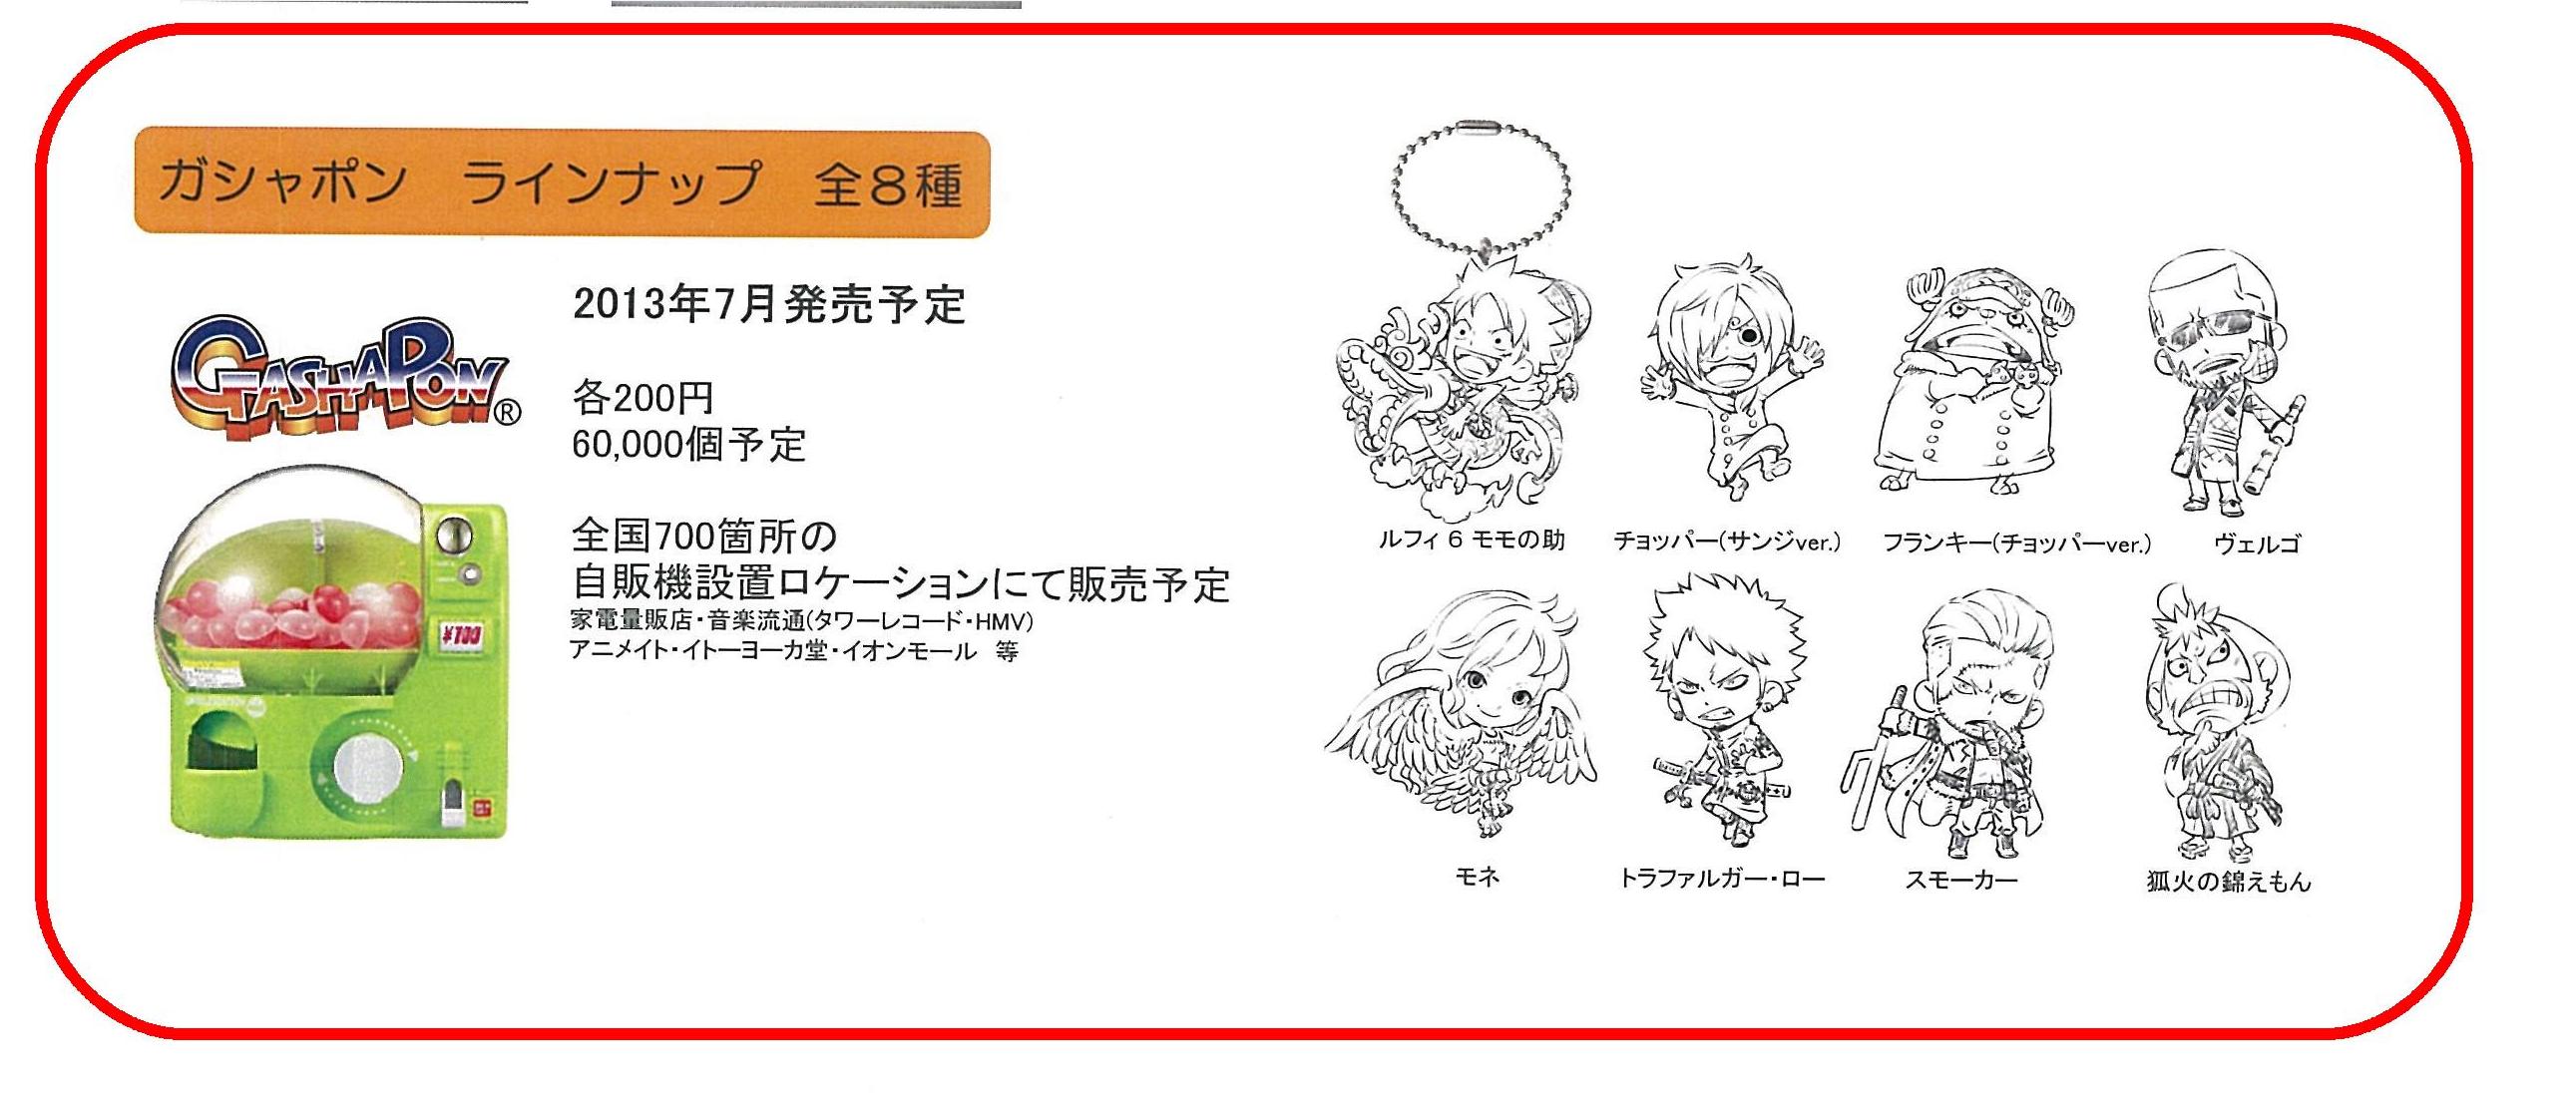 ガシャポン　ラインナップ　全8種
GASHAPON®
2013年7月発売予定
各200円
60,000個予定
全国700箇所の
自販機設置ロケーションにて販売予定
家電量販店・音楽流通(タワーレコード・HMV)
アニメイト・イトーヨーカ堂・イオンモール　等
¥100
ルフィ6 モモの助
チョッパー(サンジver.)
フランキー(チョッパーver.)
ヴェルゴ
モネ
トラファルガー・ロー
スモーカー
狐火の錦えもん